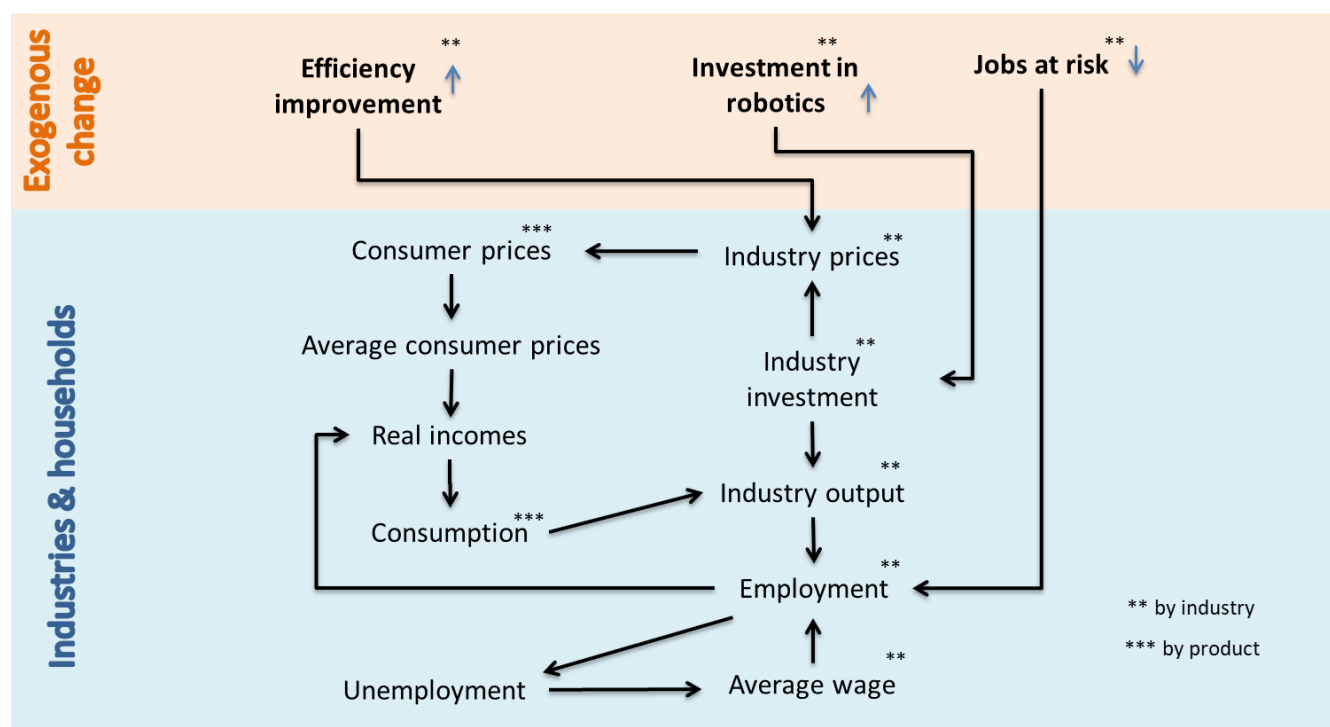 Exogenous
change
**
Efficiency
improvement
**
Investment in
robotics
**
Jobs at risk
Industries & households
***
Consumer prices
**
Industry prices
Average consumer prices
**
Industry
investment
Real incomes
**
Industry output
***
Consumption
**
Employment
** by industry
*** by product
Unemployment
**
Average wage